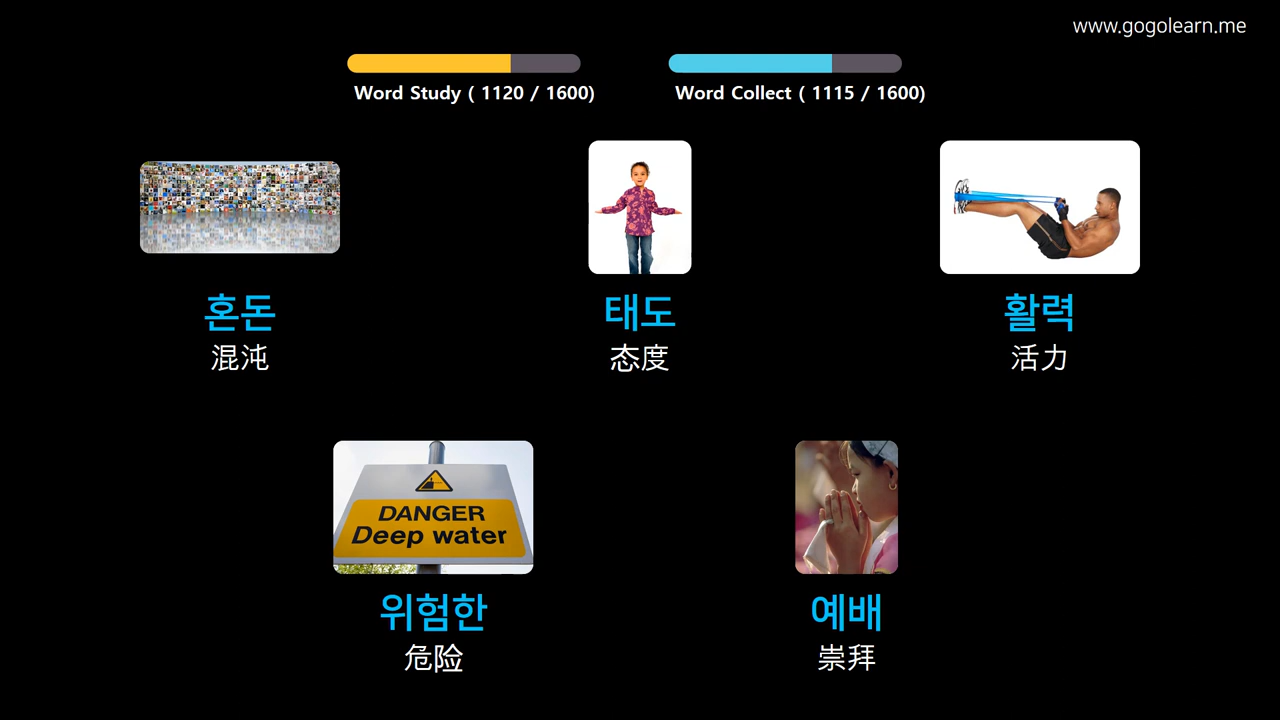 www.gogolearn.me
Word Study ( 1120 / 1600)
Word Collect ( 1115 / 1600)
혼돈
混沌
태도
态度
활력
活力
DANGER
Deep water
위험한
危险
예배
崇拜